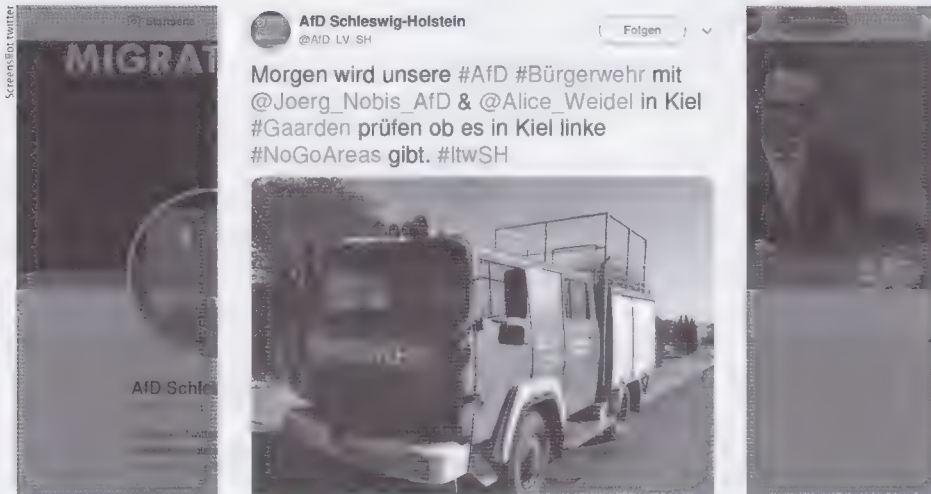 Screenshot twitter
Startseite
MIGRAT
AfD Schleswig-Holstein
@AfD_LV_SH
Folgen
Morgen wird unsere #AfD #Bürgerwehr mit
@Joerg_Nobis_AfD & @Alice_Weidel in Kiel
#Gaarden prüfen ob es in Kiel linke
#NoGoAreas gibt. #ltwSH
AfD Schle